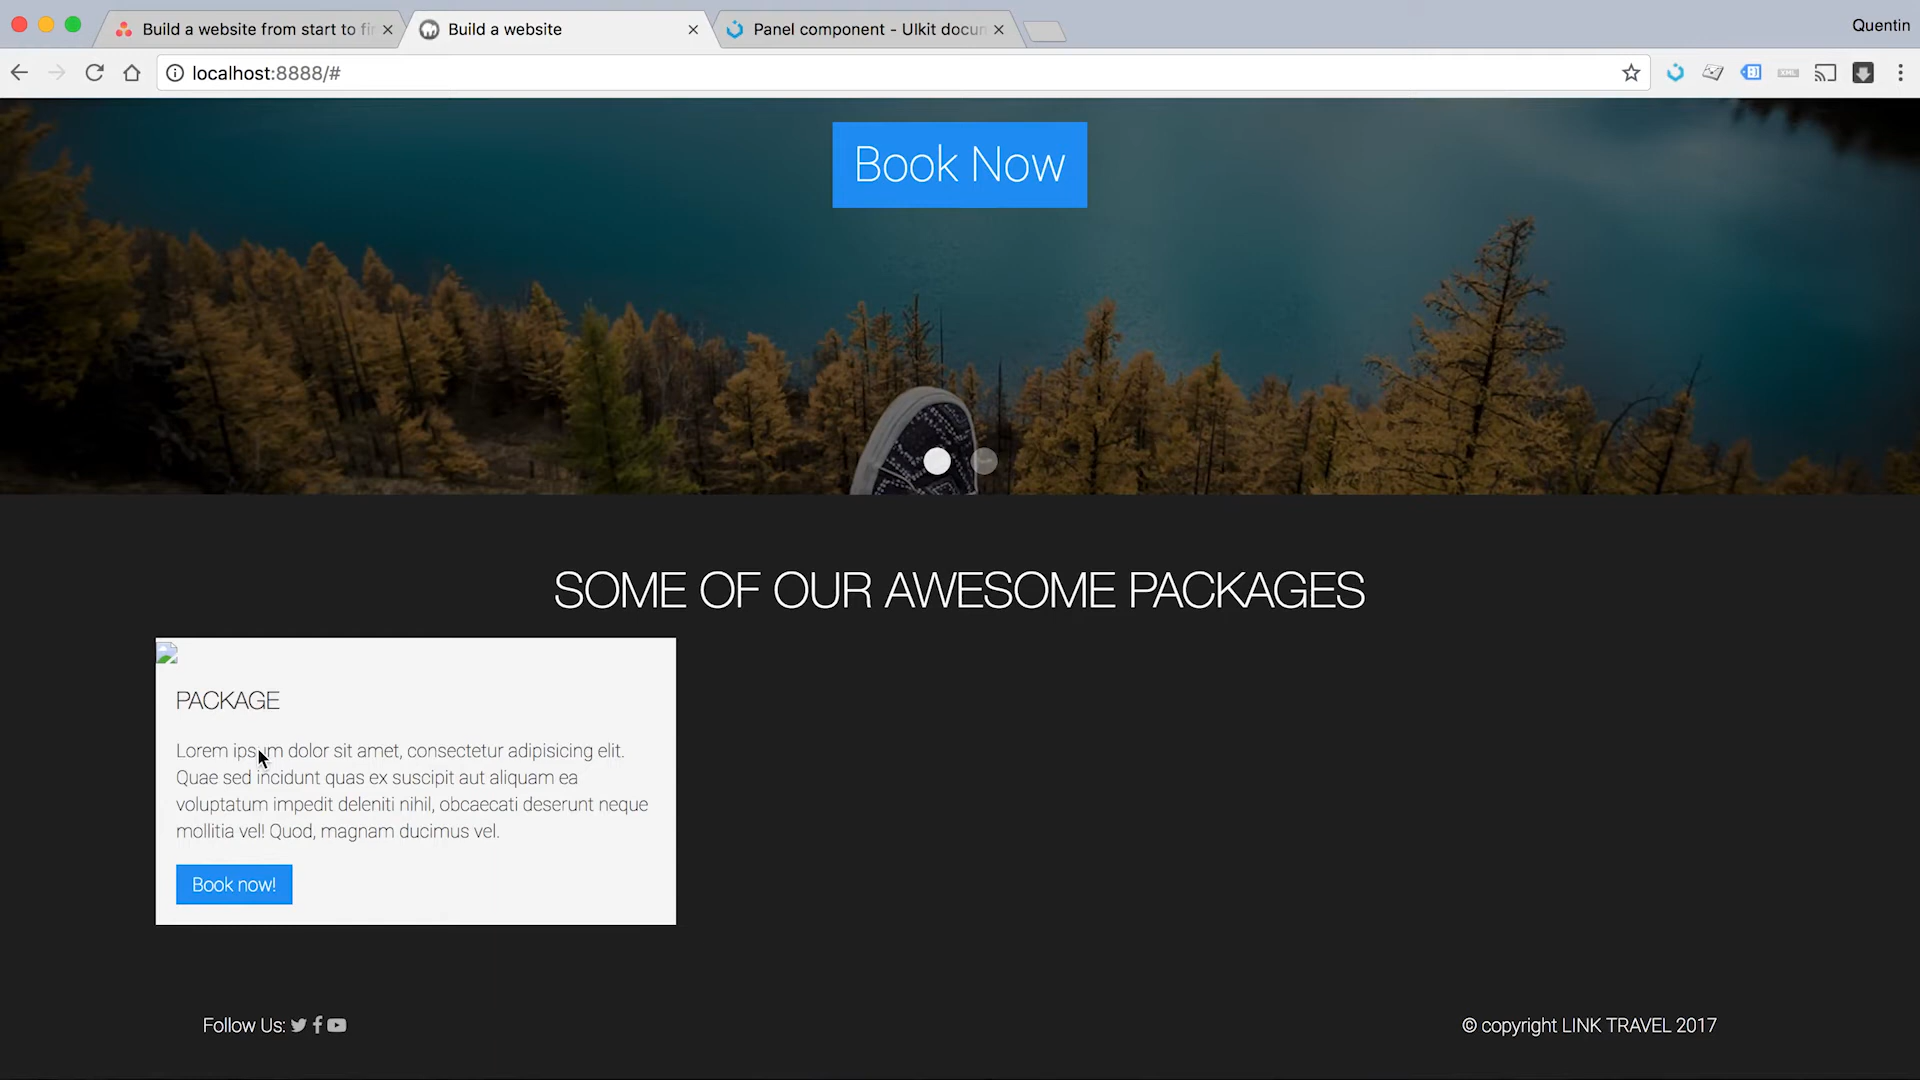 Build a website from start to fi
Build a website
Panel component - UIkit docu
Quentin
localhost:8888/#
XML
Book Now
SOME OF OUR AWESOME PACKAGES
PACKAGE
Lorem ipsum dolor sit amet, consectetur adipisicing elit.
Quae sed incidunt quas ex suscipit aut aliquam ea
voluptatum impedit deleniti nihil, obcaecati deserunt neque
mollitia vel! Quod, magnam ducimus vel.
Book now!
Follow Us:
© copyright LINK TRAVEL 2017